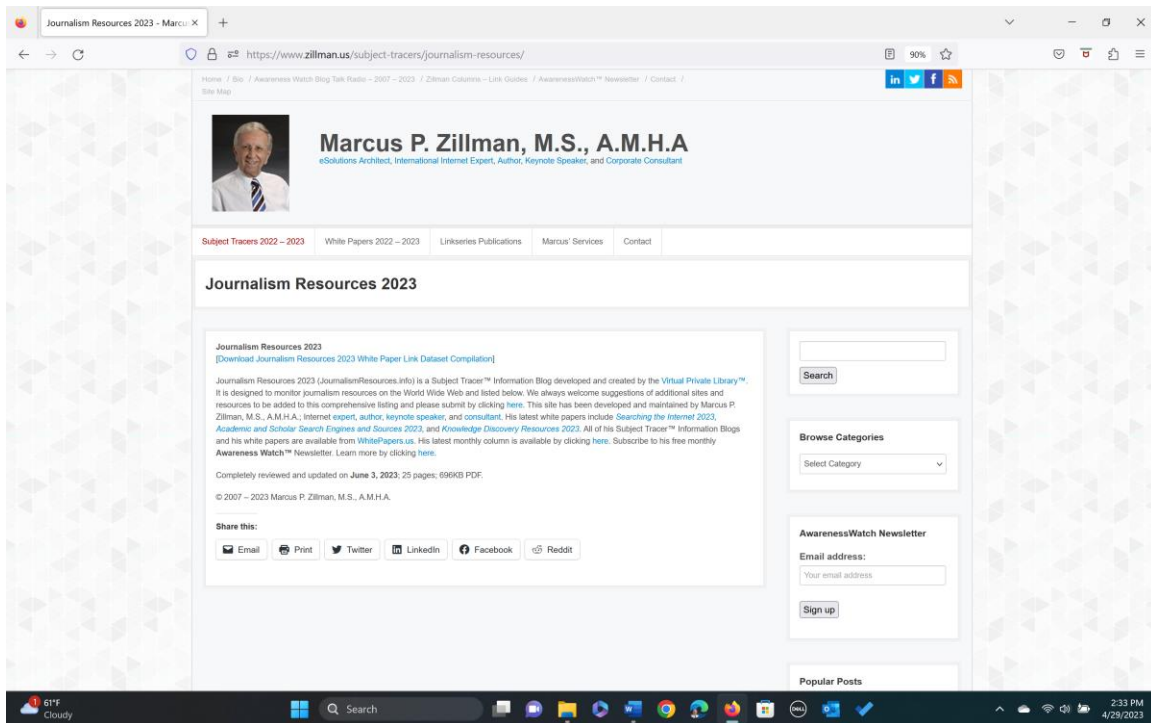 Journalism Resources 2023 - Marcu
https://www.zillman.us/subject-tracers/journalism-resources/
90%
Home / Bio / Awareness Watch Blog Talk Radio – 2007 – 2023 / Zillman Columns – Link Guides / AwarenessWatch™ Newsletter / Contact /
Site Map
Marcus P. Zillman, M.S., A.M.H.A
eSolutions Architect, International Internet Expert, Author, Keynote Speaker, and Corporate Consultant
Subject Tracers 2022 – 2023
White Papers 2022 – 2023
Linkseries Publications
Marcus' Services
Contact
Journalism Resources 2023
Journalism Resources 2023
[Download Journalism Resources 2023 White Paper Link Dataset Compilation]
Journalism Resources 2023 (JournalismResources.info) is a Subject Tracer™ Information Blog developed and created by the Virtual Private Library™.
It is designed to monitor journalism resources on the World Wide Web and listed below. We always welcome suggestions of additional sites and
resources to be added to this comprehensive listing and please submit by clicking here. This site has been developed and maintained by Marcus P.
Zillman, M.S., A.M.H.A.; Internet expert, author, keynote speaker, and consultant. His latest white papers include Searching the Internet 2023,
Academic and Scholar Search Engines and Sources 2023, and Knowledge Discovery Resources 2023. All of his Subject Tracer™ Information Blogs
and his white papers are available from WhitePapers.us. His latest monthly column is available by clicking here. Subscribe to his free monthly
Awareness Watch™ Newsletter. Learn more by clicking here.
Completely reviewed and updated on June 3, 2023; 25 pages; 696KB PDF.
© 2007 – 2023 Marcus P. Zillman, M.S., A.M.H.A.
Share this:
Email
Print
Twitter
LinkedIn
Facebook
Reddit
Search
Browse Categories
Select Category
AwarenessWatch Newsletter
Email address:
Your email address
Sign up
Popular Posts
1
61°F
Cloudy
Search
DELL
2:33 PM
4/29/2023